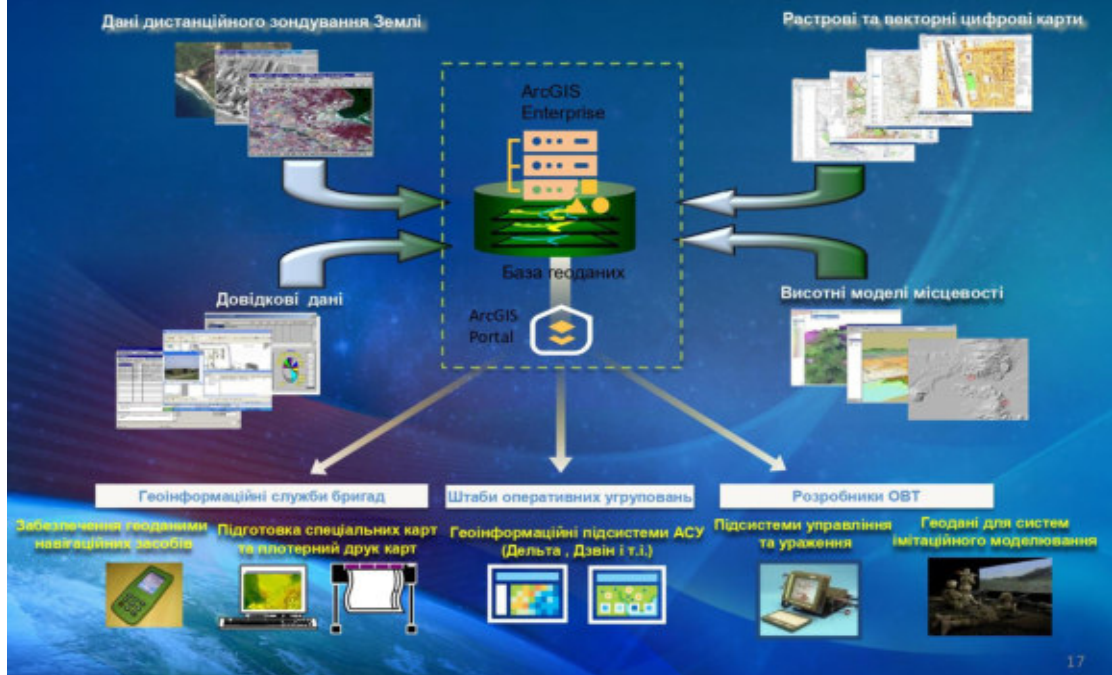 Дані дистанційного зондування Землі
Растрові та векторні цифрові карти
ArcGIS
Enterprise
База геоданих
Довідкові дані
Висотні моделі місцевості
ArcGIS
Portal
Геоінформаційні служби бригад
Штаби оперативних угруповань
Розробники ОВТ
Забезпечення геоданими
навігаційних засобів
Підготовка спеціальних карт
та плотерний друк карт
Геоінформаційні підсистеми АСУ
(Дельта , Дзвін і т.і.)
Підсистеми управління
та ураження
Геодані для систем
імітаційного моделювання
17